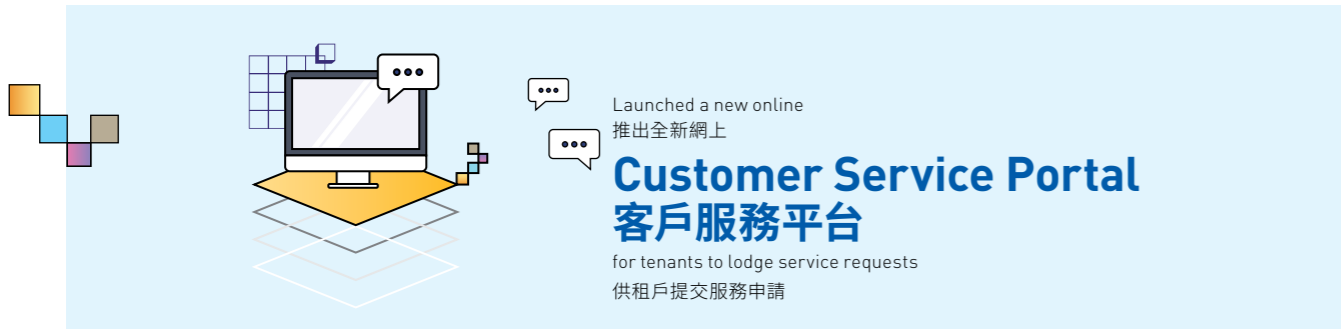 Launched a new online
推出全新網上
Customer Service Portal
客戶服務平台
for tenants to lodge service requests
供租戶提交服務申請